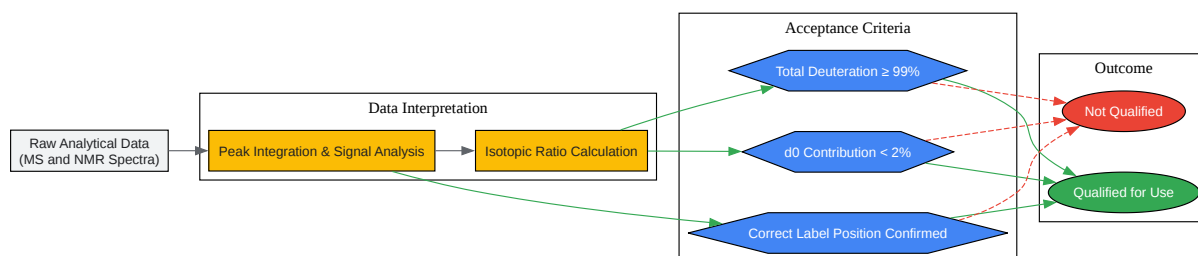 Raw Analytical Data
(MS and NMR Spectra)
Data Interpretation
Peak Integration & Signal Analysis
Isotopic Ratio Calculation
Acceptance Criteria
Total Deuteration ≥ 99%
d0 Contribution < 2%
Correct Label Position Confirmed
Outcome
Not Qualified
Qualified for Use